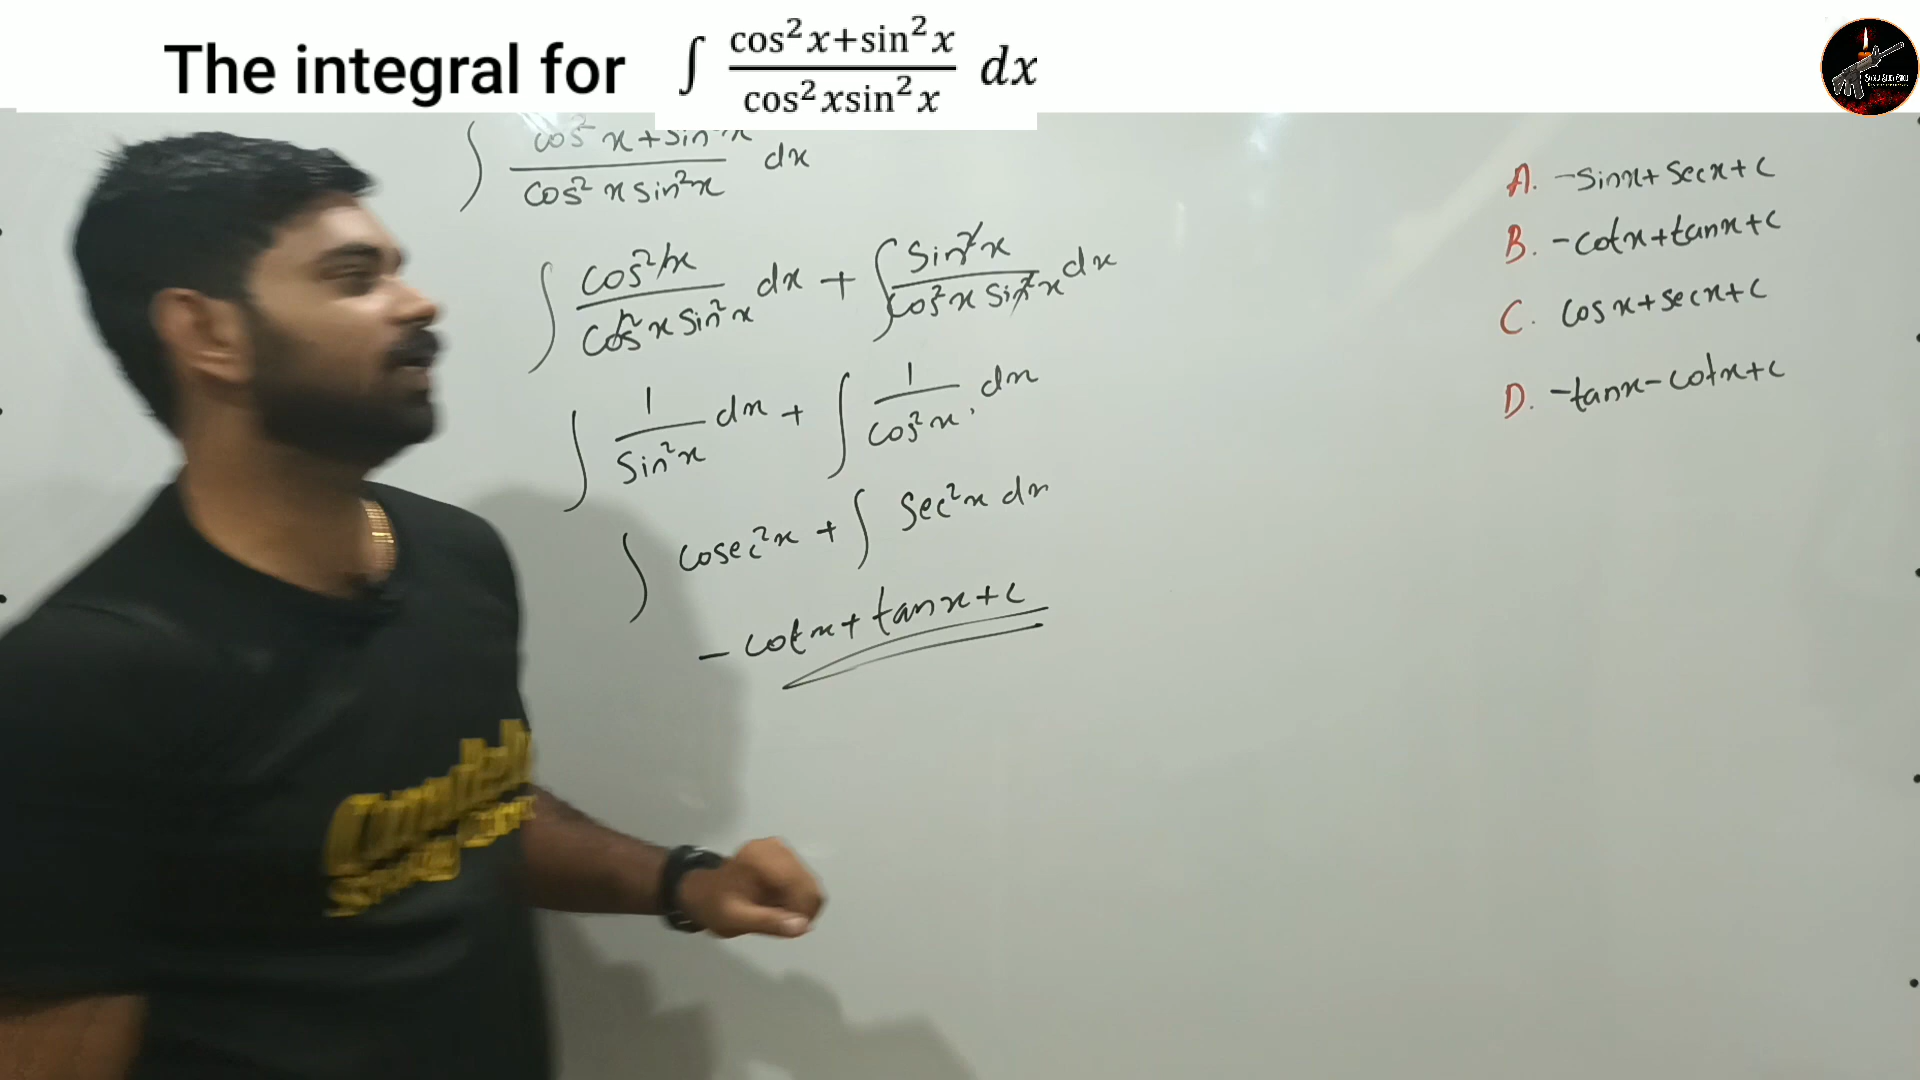 The integral for ∫ cos²x+sin²x / cos²xsin²x dx
∫ cos²x+sin²x / cos²x sin²x dx
∫ cos²x / cos²x sin²x dx + ∫ sin²x / cos²x sin²x dx
∫ 1 / sin²x dx + ∫ 1 / cos²x . dx
∫ cosec²x + ∫ sec²x dx
- cotx + tanx + c
A. -sinx + secx + c
B. -cotx + tanx + c
C. cosx + secx + c
D. -tanx - cotx + c